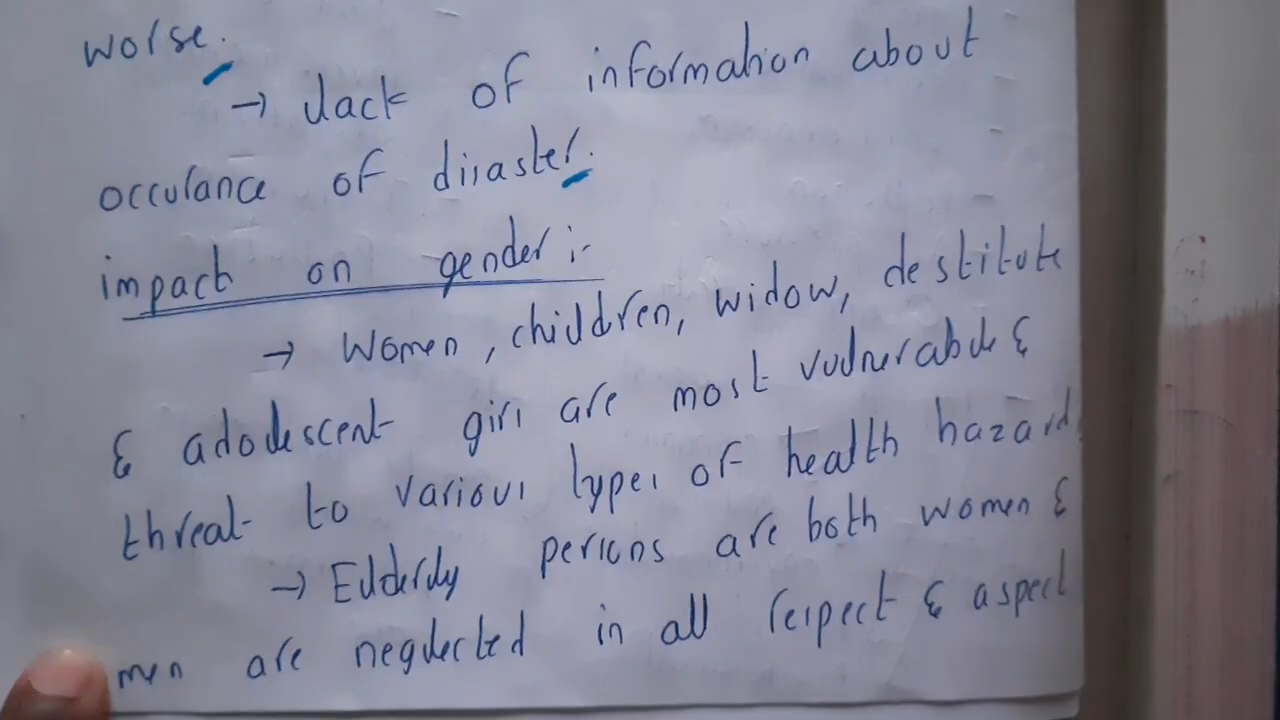 worse.
→ lack of information about
occurance of disaster.
impact on gender :-
→ Women, children, widow, destitute
& adolescent girl are most vulnerable &
threat to various types of health hazard.
→ Elderly persons are both women &
men are neglected in all respect & aspect